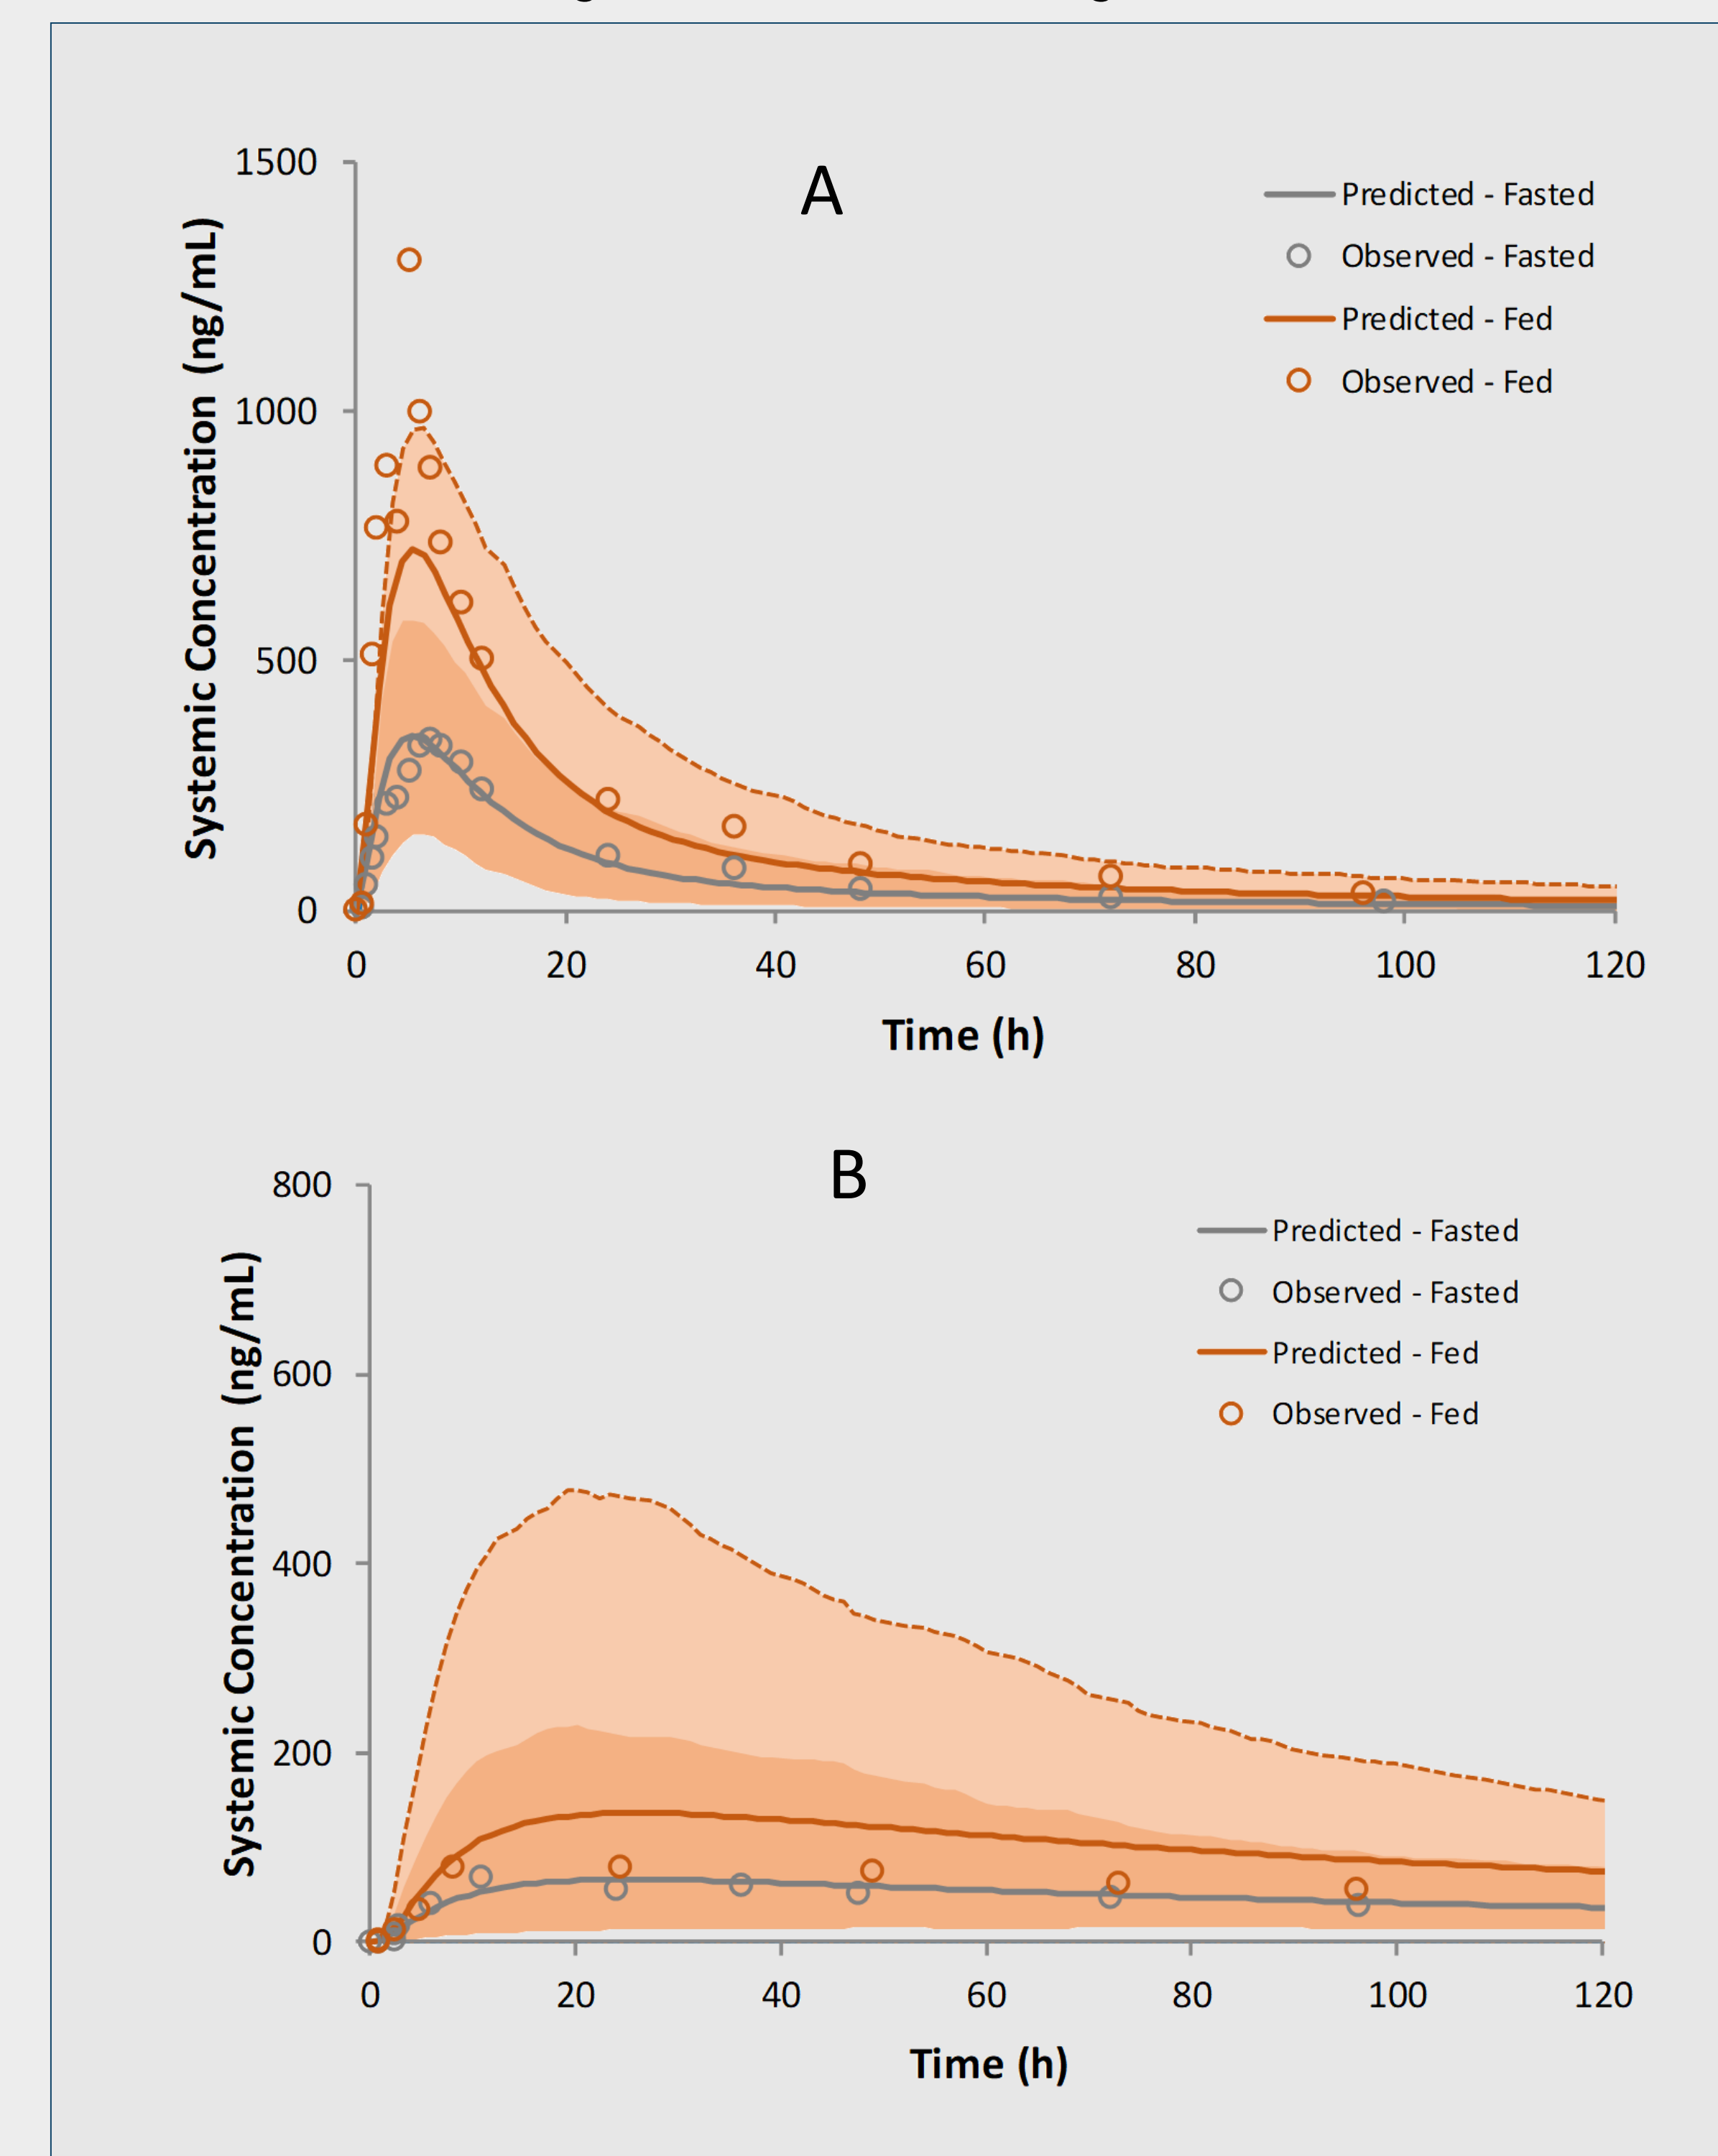 A
1500
1000
500
0
Systemic Concentration (ng/mL)
Predicted - Fasted
Observed - Fasted
Predicted - Fed
Observed - Fed
0 20 40 60 80 100 120
Time (h)
B
800
600
400
200
0
Systemic Concentration (ng/mL)
Predicted - Fasted
Observed - Fasted
Predicted - Fed
Observed - Fed
0 20 40 60 80 100 120
Time (h)